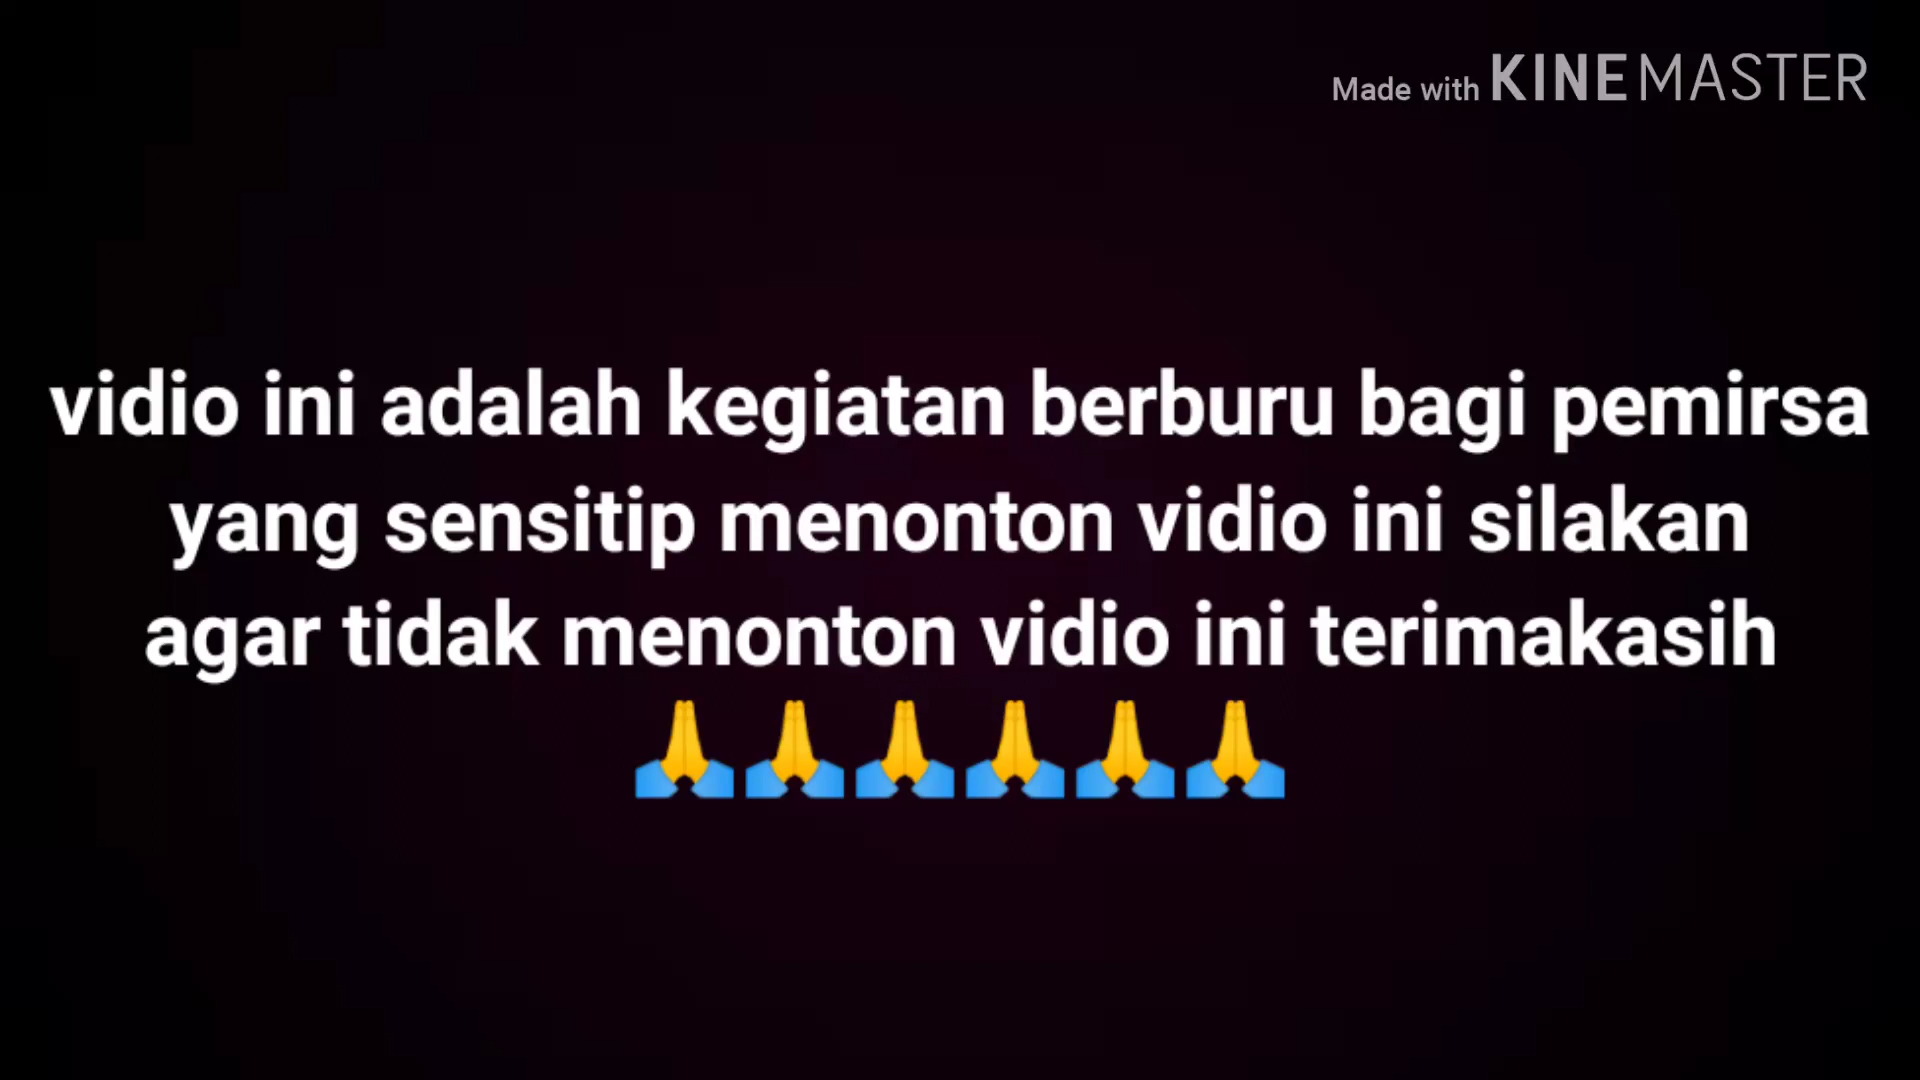 Made with KINEMASTER
vidio ini adalah kegiatan berburu bagi pemirsa
yang sensitip menonton vidio ini silakan
agar tidak menonton vidio ini terimakasih
🙏🙏🙏🙏🙏🙏